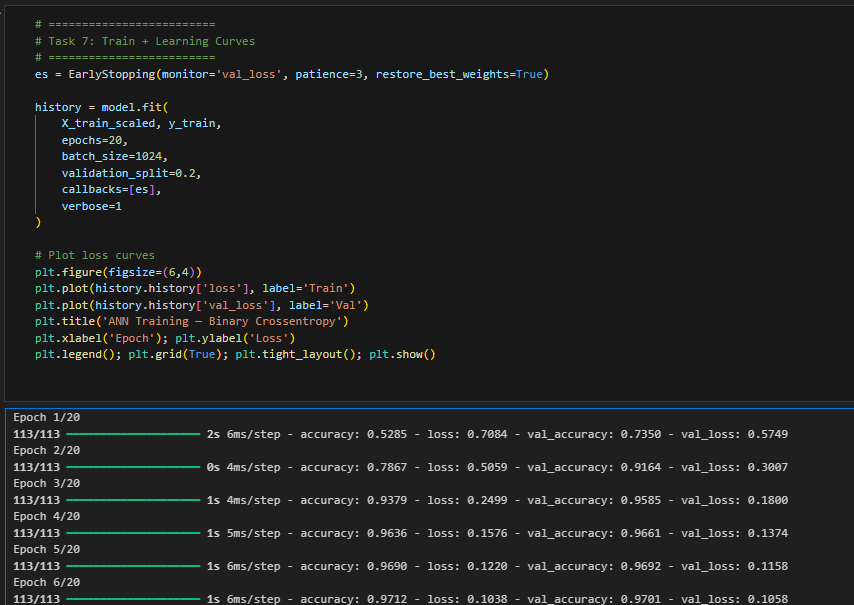 # =========================
# Task 7: Train + Learning Curves
# =========================
es = EarlyStopping(monitor='val_loss', patience=3, restore_best_weights=True)
history = model.fit(
X_train_scaled, y_train,
epochs=20,
batch_size=1024,
validation_split=0.2,
callbacks=[es],
verbose=1
)
# Plot loss curves
plt.figure(figsize=(6,4))
plt.plot(history.history['loss'], label='Train')
plt.plot(history.history['val_loss'], label='Val')
plt.title('ANN Training — Binary Crossentropy')
plt.xlabel('Epoch'); plt.ylabel('Loss')
plt.legend(); plt.grid(True); plt.tight_layout(); plt.show()
Epoch 1/20
113/113 ━━━━━━━━━━━━━━━━━━━━ 2s 6ms/step - accuracy: 0.5285 - loss: 0.7084 - val_accuracy: 0.7350 - val_loss: 0.5749
Epoch 2/20
113/113 ━━━━━━━━━━━━━━━━━━━━ 0s 4ms/step - accuracy: 0.7867 - loss: 0.5059 - val_accuracy: 0.9164 - val_loss: 0.3007
Epoch 3/20
113/113 ━━━━━━━━━━━━━━━━━━━━ 1s 4ms/step - accuracy: 0.9379 - loss: 0.2499 - val_accuracy: 0.9585 - val_loss: 0.1800
Epoch 4/20
113/113 ━━━━━━━━━━━━━━━━━━━━ 1s 5ms/step - accuracy: 0.9636 - loss: 0.1576 - val_accuracy: 0.9661 - val_loss: 0.1374
Epoch 5/20
113/113 ━━━━━━━━━━━━━━━━━━━━ 1s 6ms/step - accuracy: 0.9690 - loss: 0.1220 - val_accuracy: 0.9692 - val_loss: 0.1158
Epoch 6/20
113/113 ━━━━━━━━━━━━━━━━━━━━ 1s 6ms/step - accuracy: 0.9712 - loss: 0.1038 - val_accuracy: 0.9701 - val_loss: 0.1058